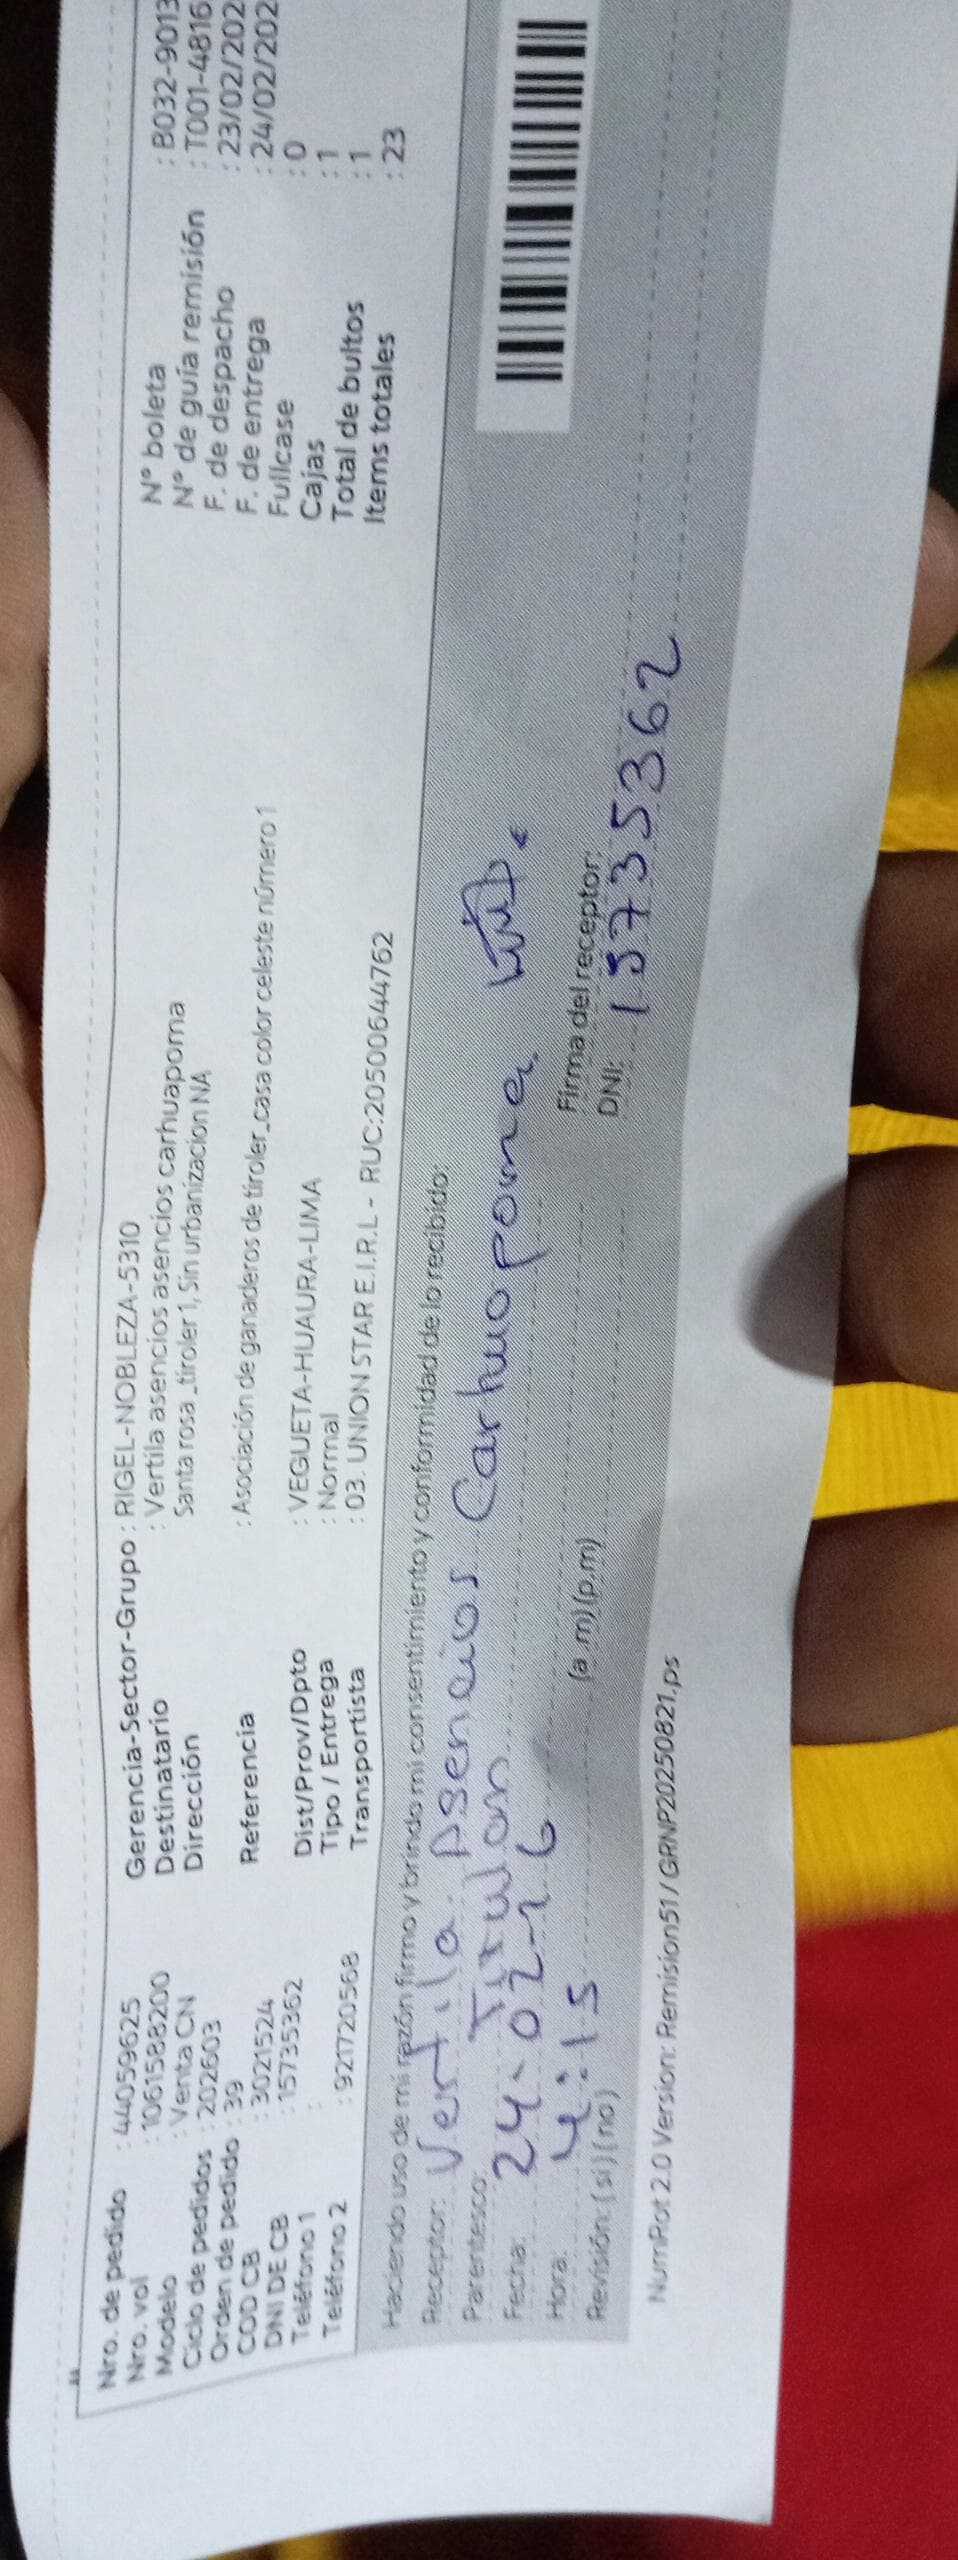 Nro. de pedido : 44059625
Nro. vol : 1061588200
Modelo : Venta CN
Ciclo de pedidos : 202603
Orden de pedido : 39
COD CB : 3021524
DNI DE CB : 15735362
Teléfono 1 :
Teléfono 2 : 921720568
Gerencia-Sector-Grupo : RIGEL-NOBLEZA-5310
Destinatario : Vertila asencios asencios carhuapoma
Dirección Santa rosa _tiroler 1, Sin urbanizacion NA
Referencia : Asociación de ganaderos de tiroler_casa color celeste número 1
Dist/Prov/Dpto : VEGUETA-HUAURA-LIMA
Tipo / Entrega : Normal
Transportista : 03. UNION STAR E.I.R.L - RUC:20500644762
N° boleta : B032-9013
N° de guía remisión : T001-4816
F. de despacho : 23/02/202
F. de entrega : 24/02/202
Fullcase : 0
Cajas : 1
Total de bultos : 1
Items totales : 23
Haciendo uso de mi razón firmo y brindo mi consentimiento y conformidad de lo recibido:
Receptor: Vertila Asencios Carhuapoma
Parentesco: Titular
Fecha: 24-02-26
Hora: 4:15 (a.m) (p.m)
Revisión: (si) (no)
Firma del receptor:
DNI: 15735362
NumRot 2.0 Version: Remision51 / GRNP20250821.ps